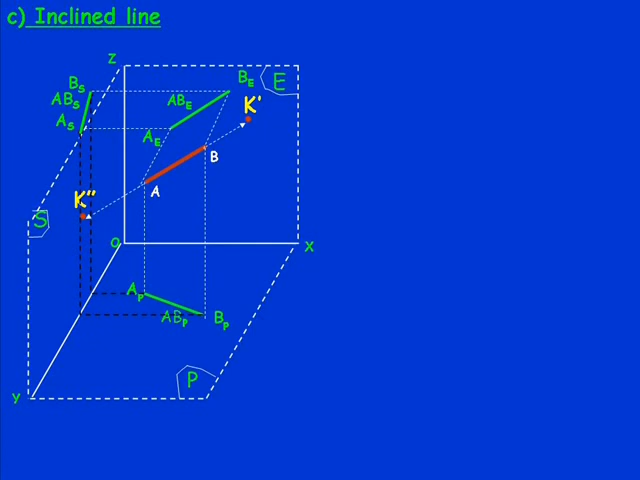 c) Inclined line
Z
B_S
AB_S
A_S
B_E
AB_E
E
K'
A_E
B
A
K"
S
O
X
A_P
AB_P
B_P
P
Y